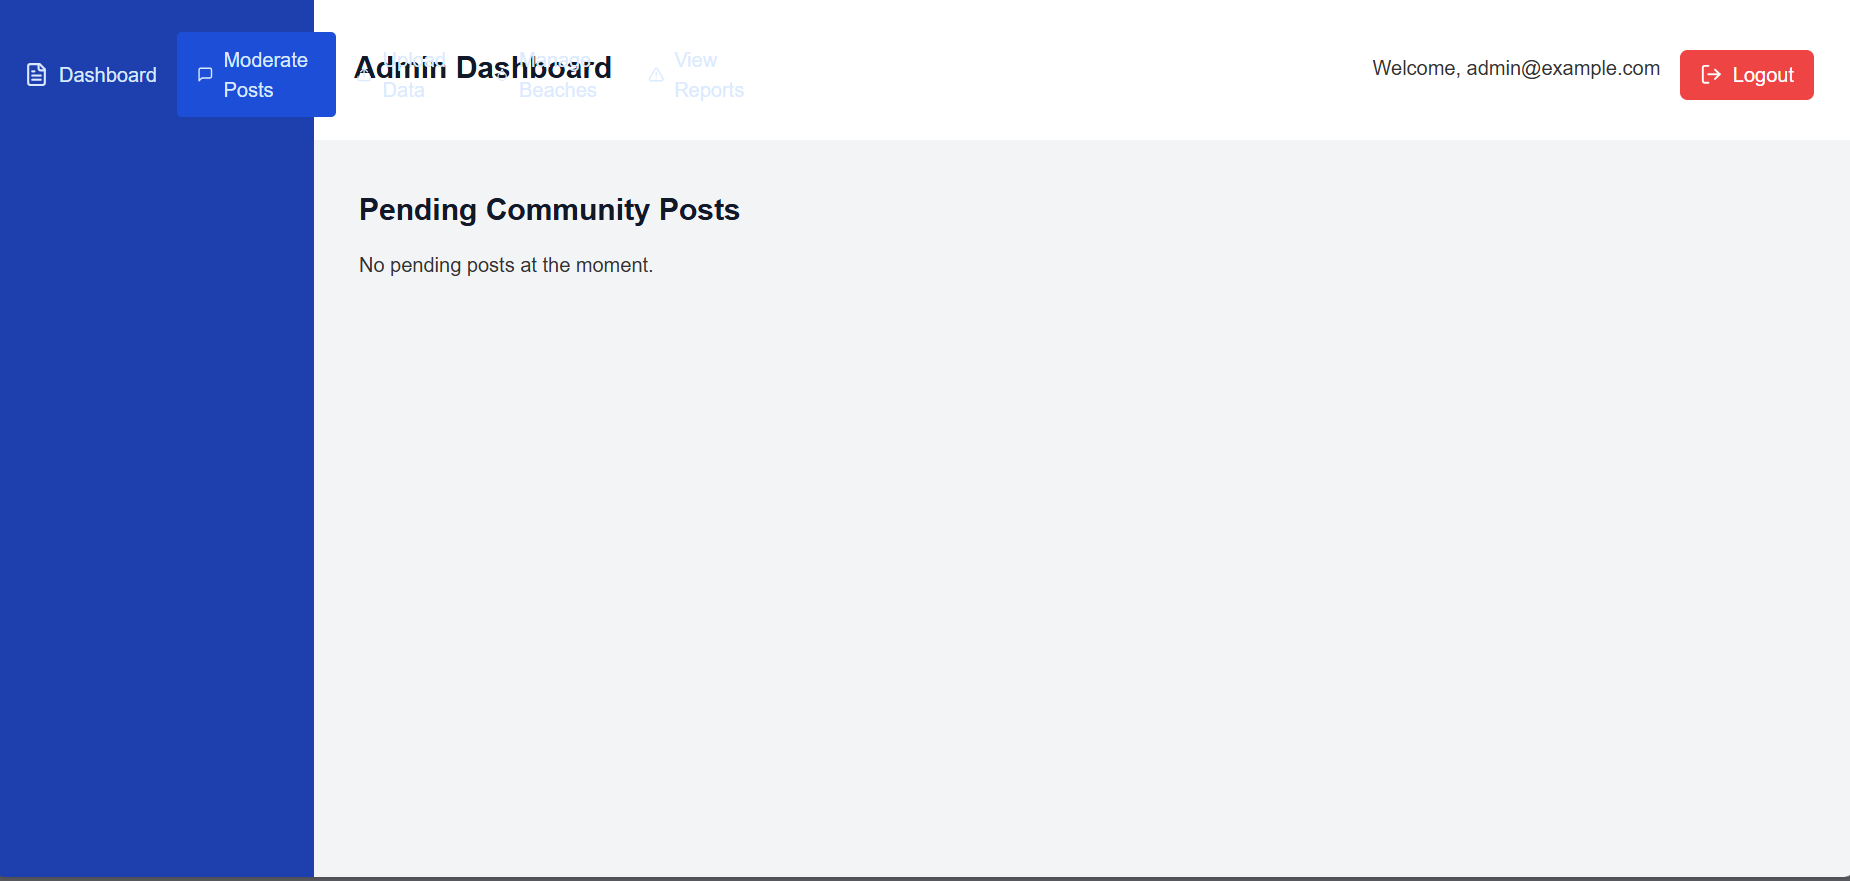 Dashboard
Moderate
Posts
Admin Dashboard
Upload
Data
Manage
Beaches
View
Reports
Welcome, admin@example.com
Logout
Pending Community Posts
No pending posts at the moment.